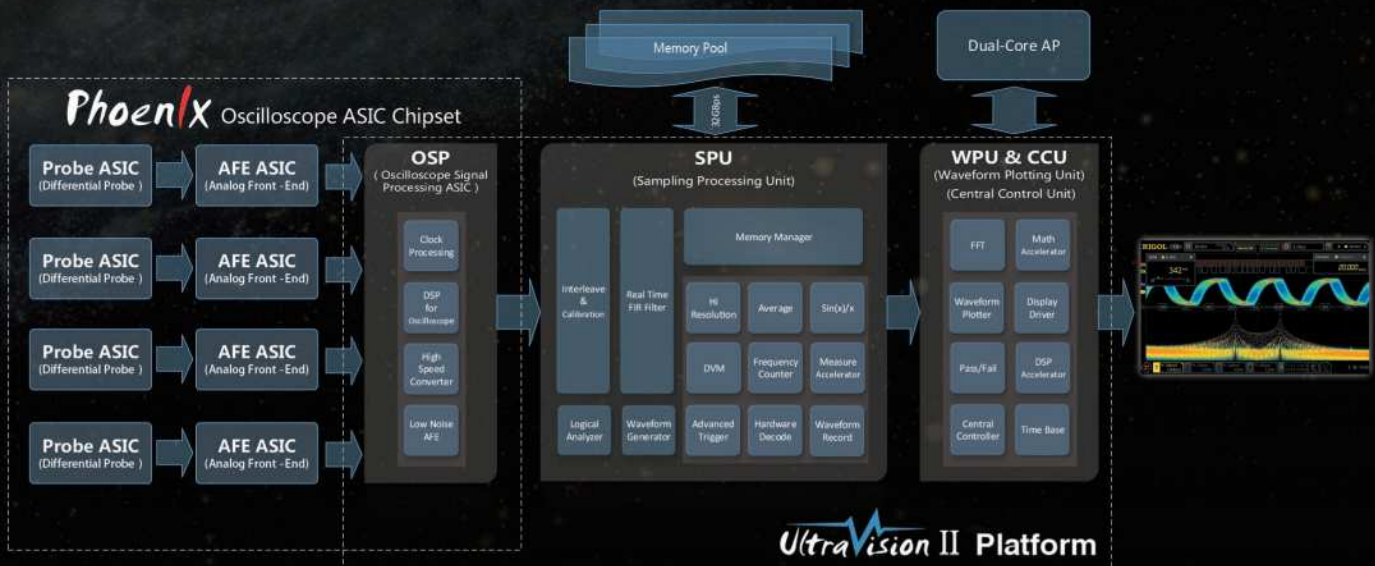 Memory Pool
Dual-Core AP
32GBps
PhoenIx Oscilloscope ASIC Chipset
Probe ASIC
(Differential Probe )
AFE ASIC
(Analog Front -End)
Probe ASIC
(Differential Probe )
AFE ASIC
(Analog Front -End)
Probe ASIC
(Differential Probe )
AFE ASIC
(Analog Front -End)
Probe ASIC
(Differential Probe )
AFE ASIC
(Analog Front -End)
OSP
( Oscilloscope Signal
Processing ASIC )
Clock
Processing
DSP
for
Oscilloscope
High
Speed
Converter
Low Noise
AFE
SPU
(Sampling Processing Unit)
Interleave
&
Calibration
Real Time
FIR Filter
Memory Manager
Hi
Resolution
Average
Sin(x)/x
DVM
Frequency
Counter
Measure
Accelerator
Logical
Analyzer
Waveform
Generator
Advanced
Trigger
Hardware
Decode
Waveform
Record
WPU & CCU
(Waveform Plotting Unit)
(Central Control Unit)
FFT
Math
Accelerator
Waveform
Plotter
Display
Driver
Pass/Fail
DSP
Accelerator
Central
Controller
Time Base
RIGOL
342
20.000
UltraVision II Platform